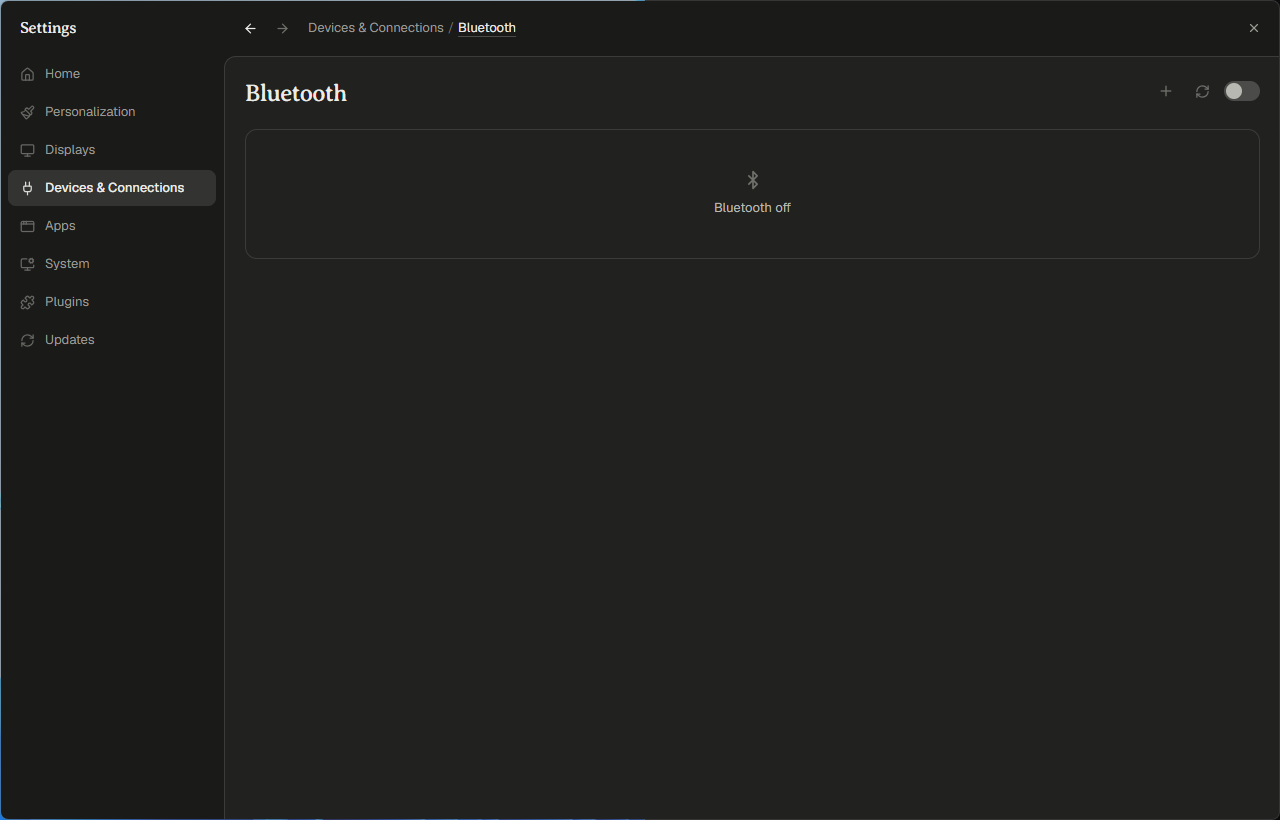 Settings
Devices & Connections / Bluetooth
Home
Personalization
Displays
Devices & Connections
Apps
System
Plugins
Updates
Bluetooth
Bluetooth off